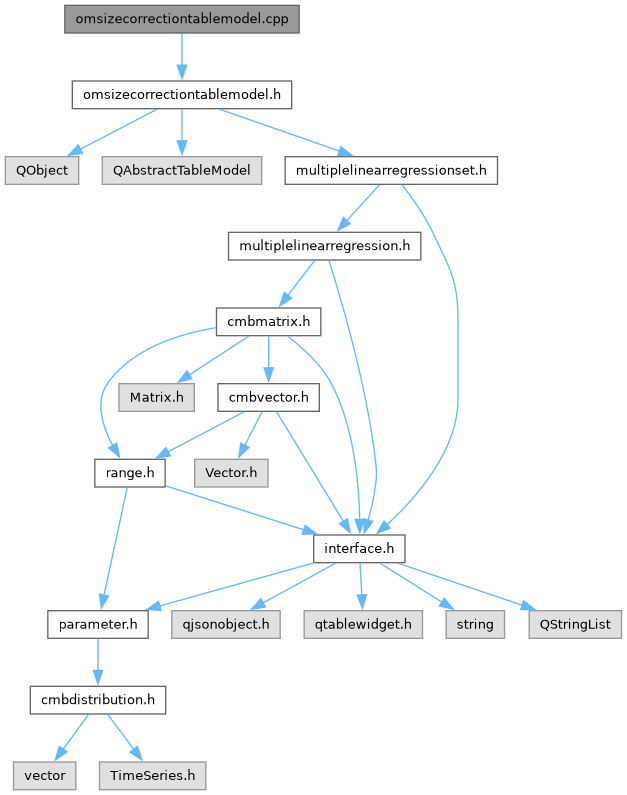 omsizecorrectiontablemodel.cpp
omsizecorrectiontablemodel.h
QObject
QAbstractTableModel
multiplelinearregressionset.h
multiplelinearregression.h
cmbmatrix.h
Matrix.h
cmbvector.h
range.h
Vector.h
interface.h
parameter.h
qjsonobject.h
qtablewidget.h
string
QStringList
cmbdistribution.h
vector
TimeSeries.h